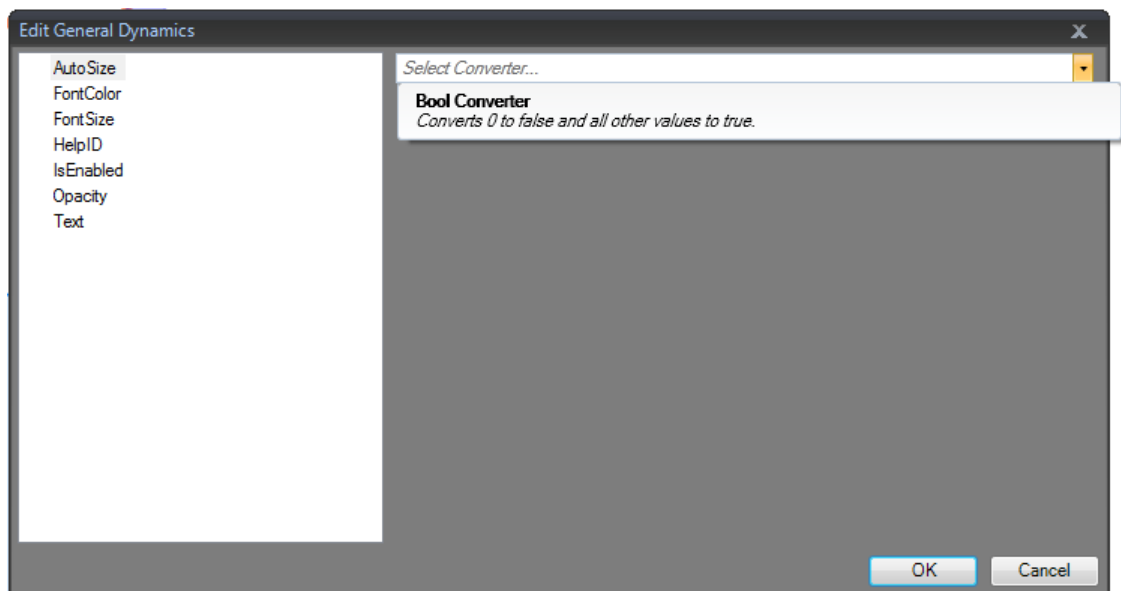 Edit General Dynamics
X
AutoSize
FontColor
FontSize
HelpID
IsEnabled
Opacity
Text
Select Converter...
Bool Converter
Converts 0 to false and all other values to true.
OK
Cancel